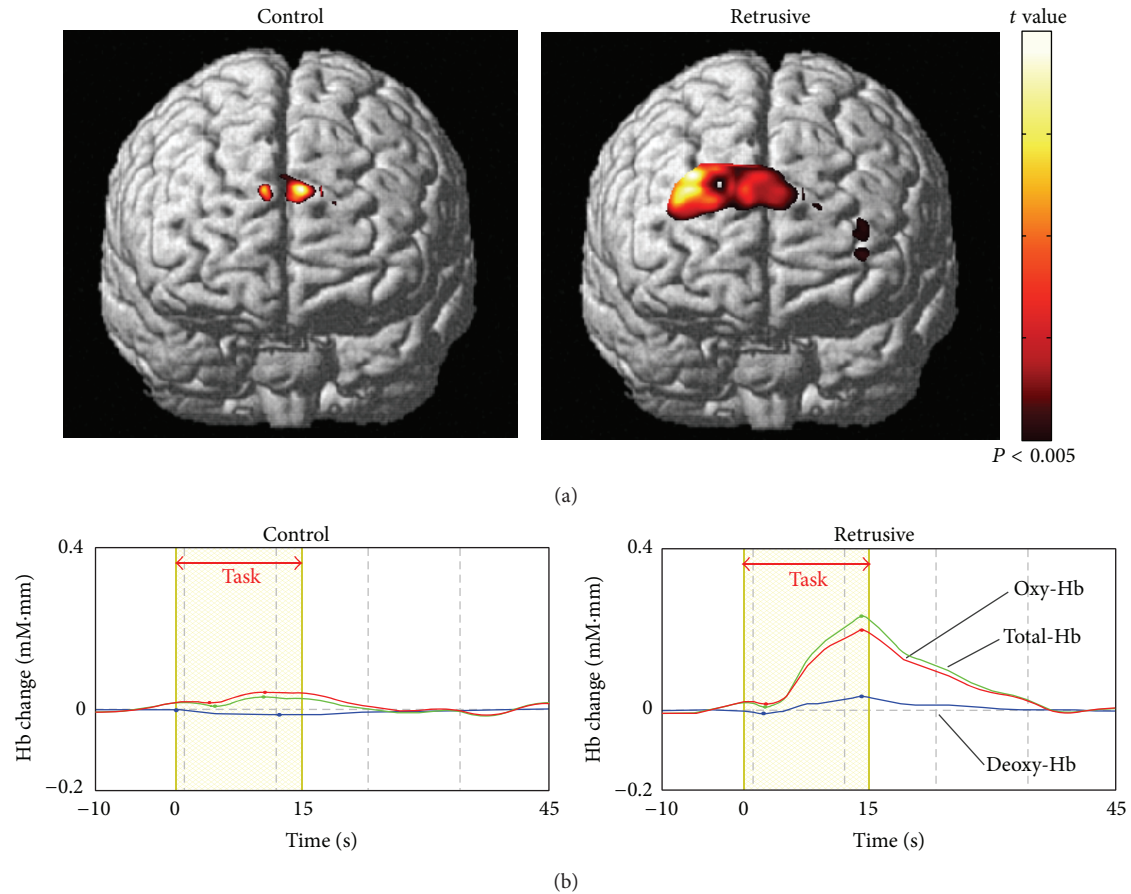 Control
Retrusive
t value
P < 0.005
(a)
Control
Retrusive
0.4
0
−0.2
Hb change (mM·mm)
Task
−10
0
15
45
Time (s)
0.4
0
−0.2
Hb change (mM·mm)
Task
Oxy-Hb
Total-Hb
Deoxy-Hb
−10
0
15
45
Time (s)
(b)